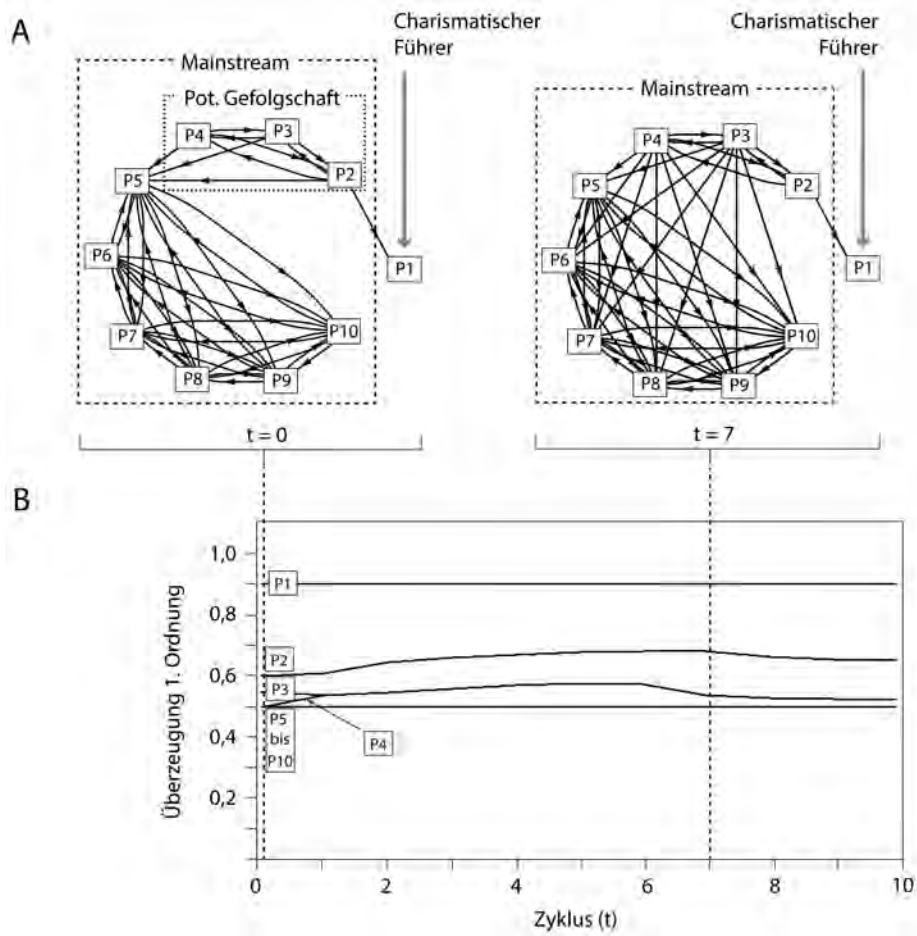 A
Charismatischer
Führer
Mainstream
Pot. Gefolgschaft
P4
P3
P5
P2
P6
P1
P7
P10
P8
P9
t = 0
Charismatischer
Führer
Mainstream
P4
P3
P5
P2
P6
P1
P7
P10
P8
P9
t = 7
B
Überzeugung 1. Ordnung
1,0
0,8
0,6
0,4
0,2
P1
P2
P3
P5
bis
P10
P4
0
2
4
6
8
10
Zyklus (t)